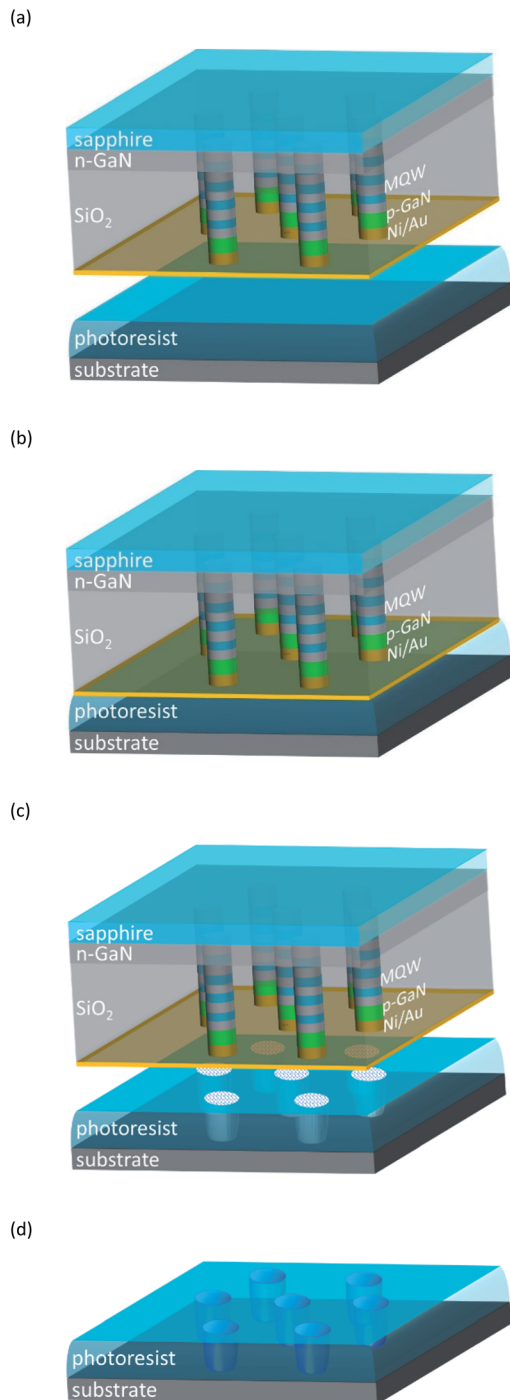 (a)
sapphire
n-GaN
SiO₂
MQW
p-GaN
Ni/Au
photoresist
substrate
(b)
sapphire
n-GaN
SiO₂
MQW
p-GaN
Ni/Au
photoresist
substrate
(c)
sapphire
n-GaN
SiO₂
MQW
p-GaN
Ni/Au
photoresist
substrate
(d)
photoresist
substrate